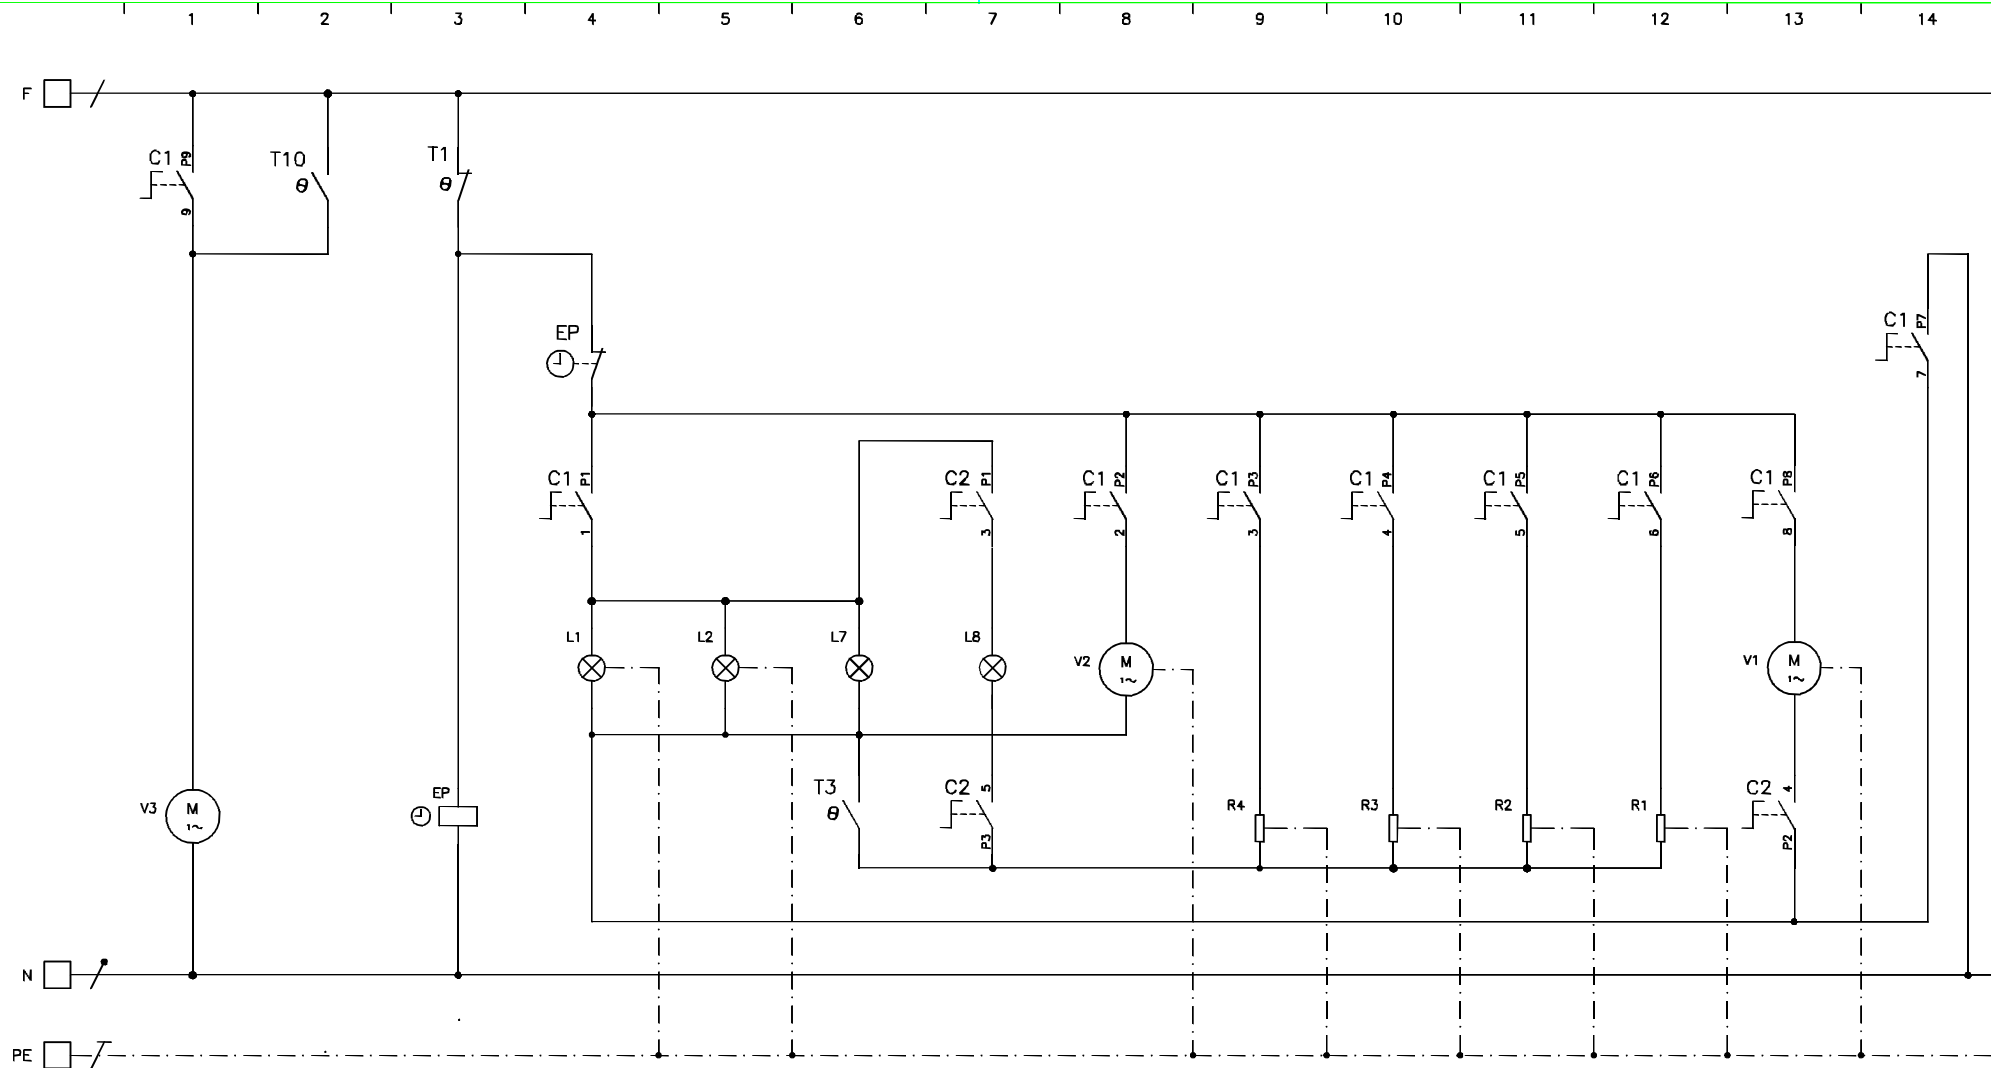 1 2 3 4 5 6 7 8 9 10 11 12 13 14
F
C1 P9 T10 θ T1 θ
9
EP
C1 P7
7
C1 P1 C2 P1 C1 P2 C1 P3 C1 P4 C1 P5 C1 P6 C1 P8
1 3 2 3 4 5 6 8
L1 L2 L7 L8 V2 M 1~ V1 M 1~
V3 M 1~ EP T3 θ C2 5 P3 R4 R3 R2 R1 C2 4 P2
N
PE